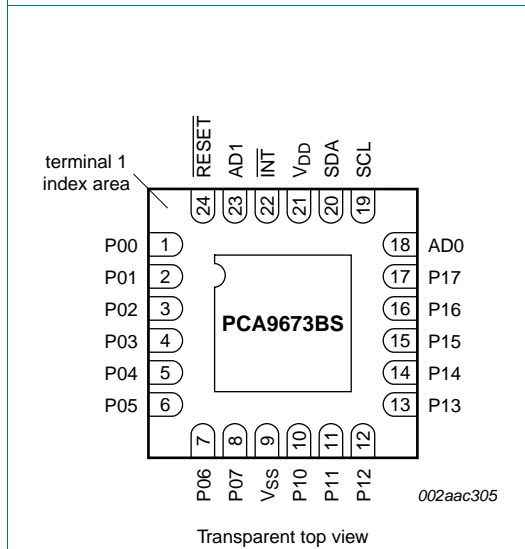 RESET
AD1
INT
VDD
SDA
SCL
terminal 1
index area
24
23
22
21
20
19
P00
1
18
AD0
P01
2
17
P17
P02
3
16
P16
PCA9673BS
P03
4
15
P15
P04
5
14
P14
P05
6
13
P13
7
8
9
10
11
12
P06
P07
VSS
P10
P11
P12
002aac305
Transparent top view